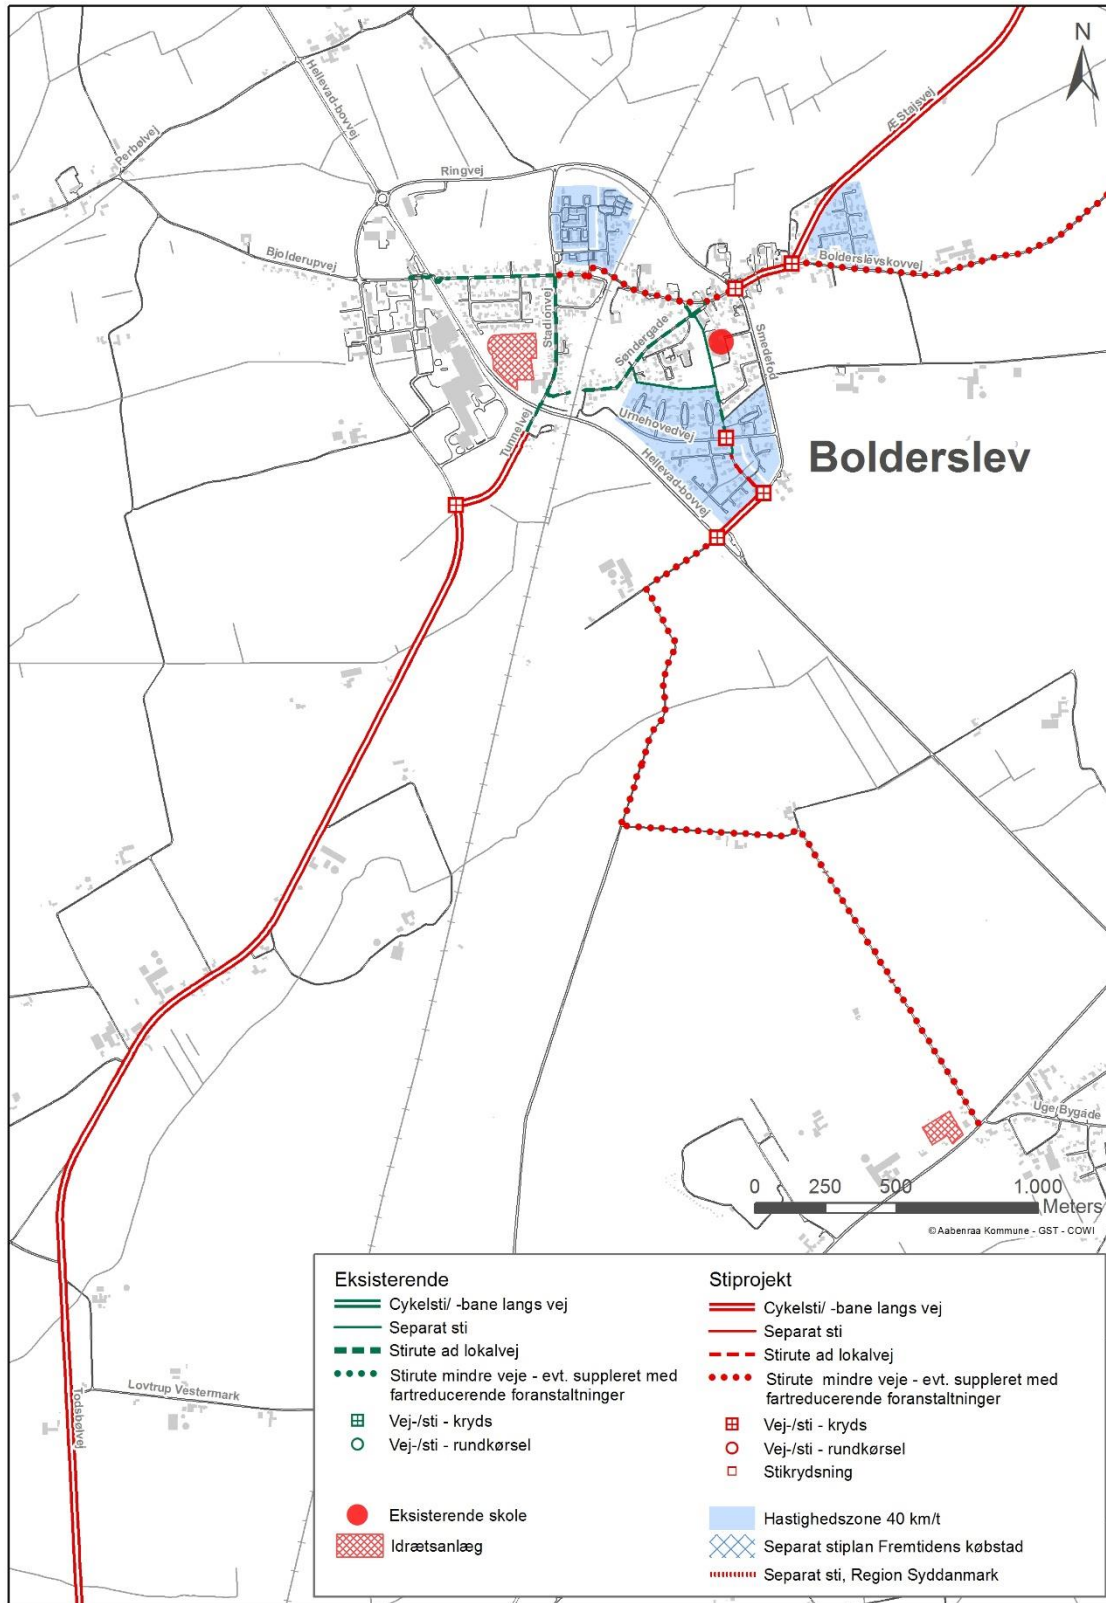 N
Hellevad-bovvej
Æ Stajsvej
Perbølvej
Ringvej
Bjolderupvej
Bolderslevskovvej
Stadionvej
Søndergade
Smedefod
Urnehovedvej
Tunnelvej
Hellevad-bovvej
Bolderslev
Uge Bygade
0 250 500 1.000
Meters
©Aabenraa Kommune - GST - COWI
Lovtrup Vestermark
Todsbølvej
Eksisterende
Cykelsti/ -bane langs vej
Separat sti
Stirute ad lokalvej
Stirute mindre veje - evt. suppleret med
fartreducerende foranstaltninger
Vej-/sti - kryds
Vej-/sti - rundkørsel
Eksisterende skole
Idrætsanlæg
Stiprojekt
Cykelsti/ -bane langs vej
Separat sti
Stirute ad lokalvej
Stirute mindre veje - evt. suppleret med
fartreducerende foranstaltninger
Vej-/sti - kryds
Vej-/sti - rundkørsel
Stikrydsning
Hastighedszone 40 km/t
Separat stiplan Fremtidens købstad
Separat sti, Region Syddanmark